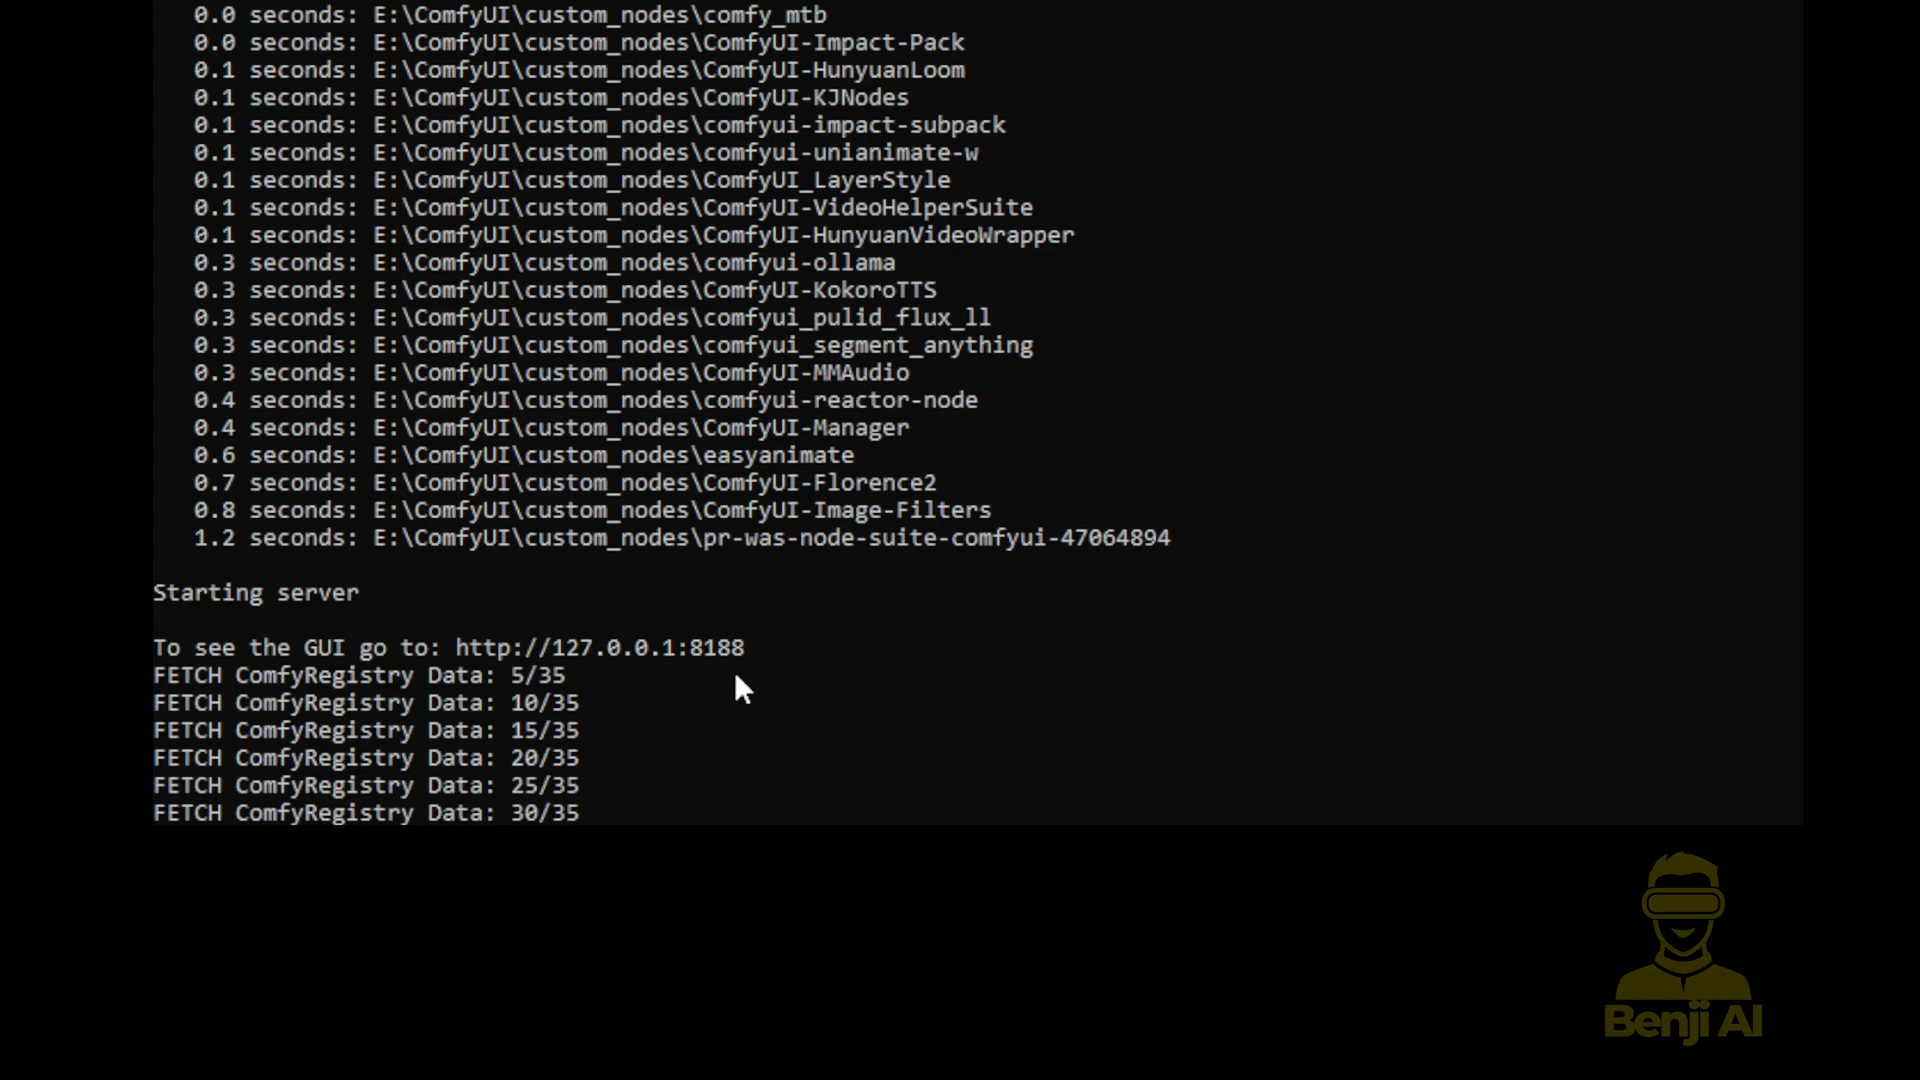 0.0 seconds: E:\ComfyUI\custom_nodes\comfy_mtb
0.0 seconds: E:\ComfyUI\custom_nodes\ComfyUI-Impact-Pack
0.1 seconds: E:\ComfyUI\custom_nodes\ComfyUI-HunyuanLoom
0.1 seconds: E:\ComfyUI\custom_nodes\ComfyUI-KJNodes
0.1 seconds: E:\ComfyUI\custom_nodes\comfyui-impact-subpack
0.1 seconds: E:\ComfyUI\custom_nodes\comfyui-unianimate-w
0.1 seconds: E:\ComfyUI\custom_nodes\ComfyUI_LayerStyle
0.1 seconds: E:\ComfyUI\custom_nodes\ComfyUI-VideoHelperSuite
0.1 seconds: E:\ComfyUI\custom_nodes\ComfyUI-HunyuanVideoWrapper
0.3 seconds: E:\ComfyUI\custom_nodes\comfyui-ollama
0.3 seconds: E:\ComfyUI\custom_nodes\ComfyUI-KokoroTTS
0.3 seconds: E:\ComfyUI\custom_nodes\comfyui_pulid_flux_ll
0.3 seconds: E:\ComfyUI\custom_nodes\comfyui_segment_anything
0.3 seconds: E:\ComfyUI\custom_nodes\ComfyUI-MMAudio
0.4 seconds: E:\ComfyUI\custom_nodes\comfyui-reactor-node
0.4 seconds: E:\ComfyUI\custom_nodes\ComfyUI-Manager
0.6 seconds: E:\ComfyUI\custom_nodes\easyanimate
0.7 seconds: E:\ComfyUI\custom_nodes\ComfyUI-Florence2
0.8 seconds: E:\ComfyUI\custom_nodes\ComfyUI-Image-Filters
1.2 seconds: E:\ComfyUI\custom_nodes\pr-was-node-suite-comfyui-47064894
Starting server
To see the GUI go to: http://127.0.0.1:8188
FETCH ComfyRegistry Data: 5/35
FETCH ComfyRegistry Data: 10/35
FETCH ComfyRegistry Data: 15/35
FETCH ComfyRegistry Data: 20/35
FETCH ComfyRegistry Data: 25/35
FETCH ComfyRegistry Data: 30/35
Benji AI